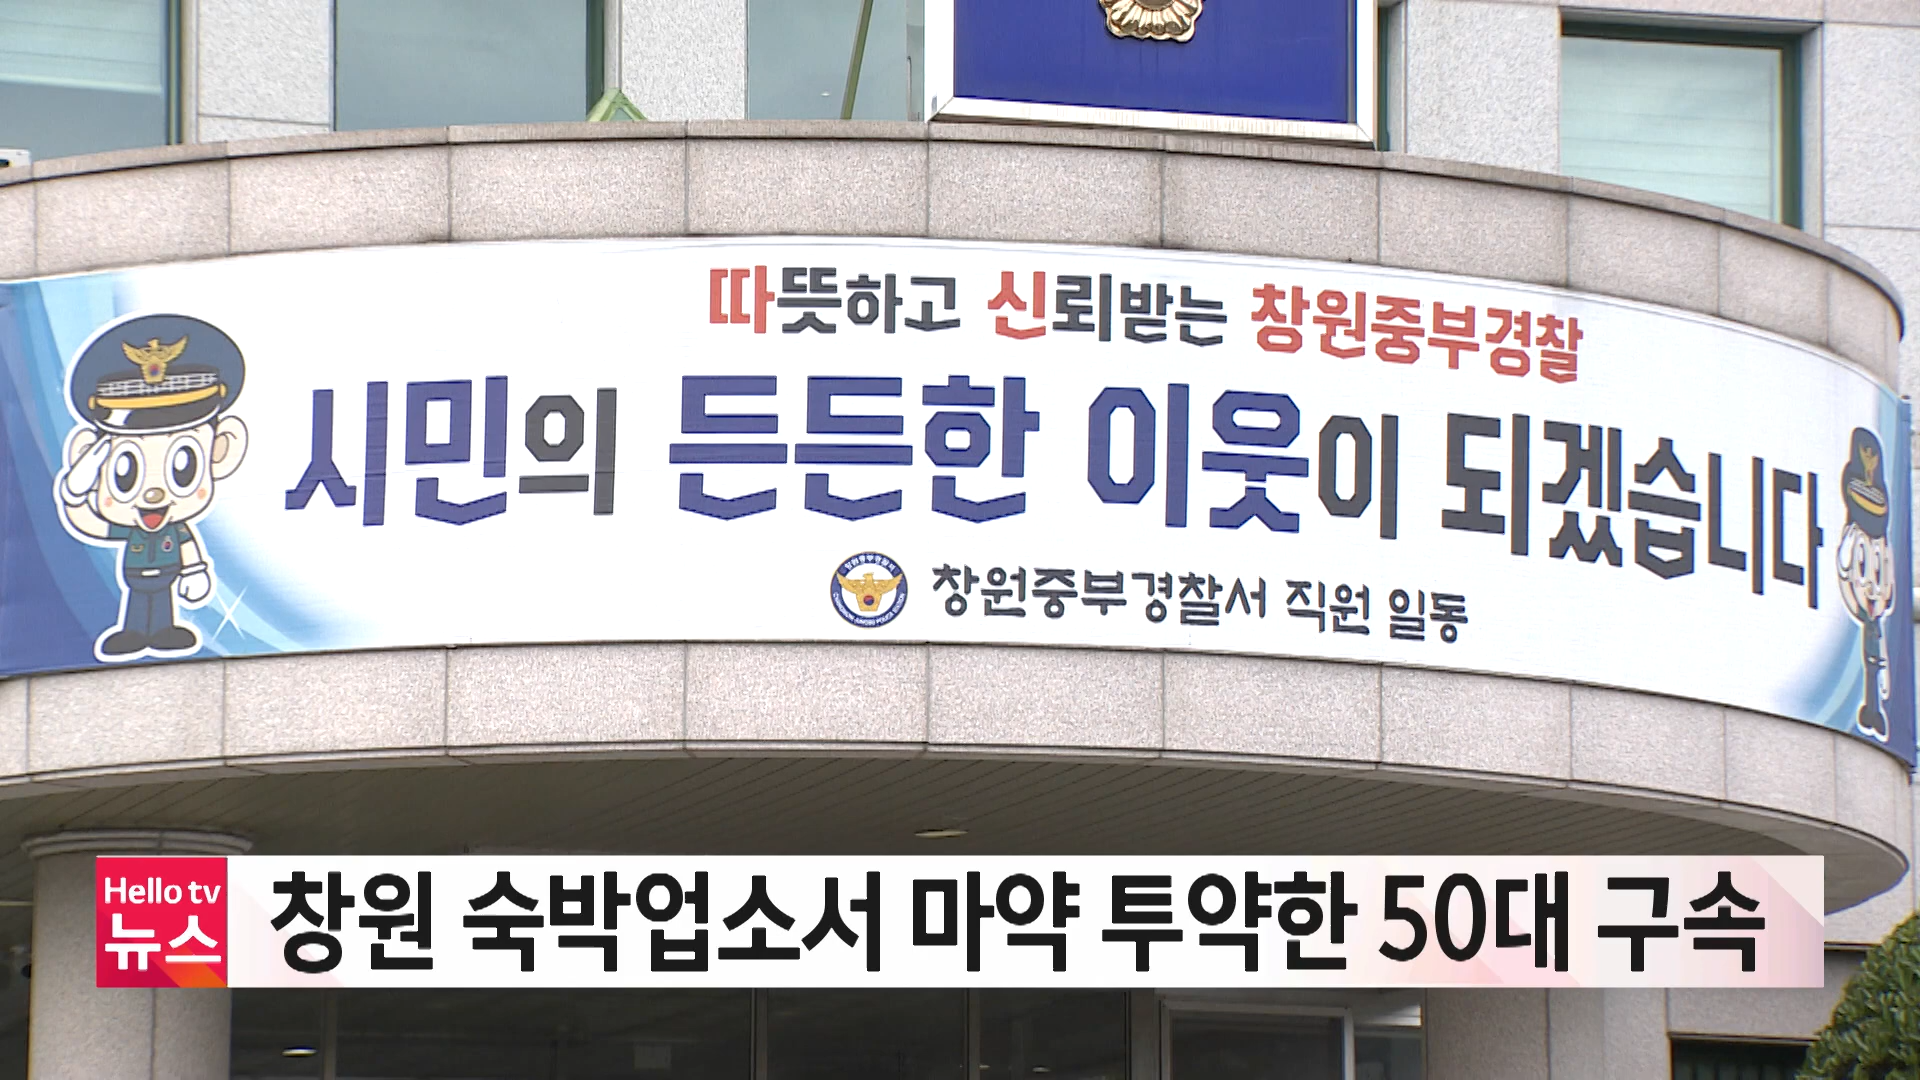 따뜻하고 신뢰받는 창원중부경찰
시민의 든든한 이웃이 되겠습니다
창원중부경찰서 직원 일동
Hello tv
뉴스
창원 숙박업소서 마약 투약한 50대 구속